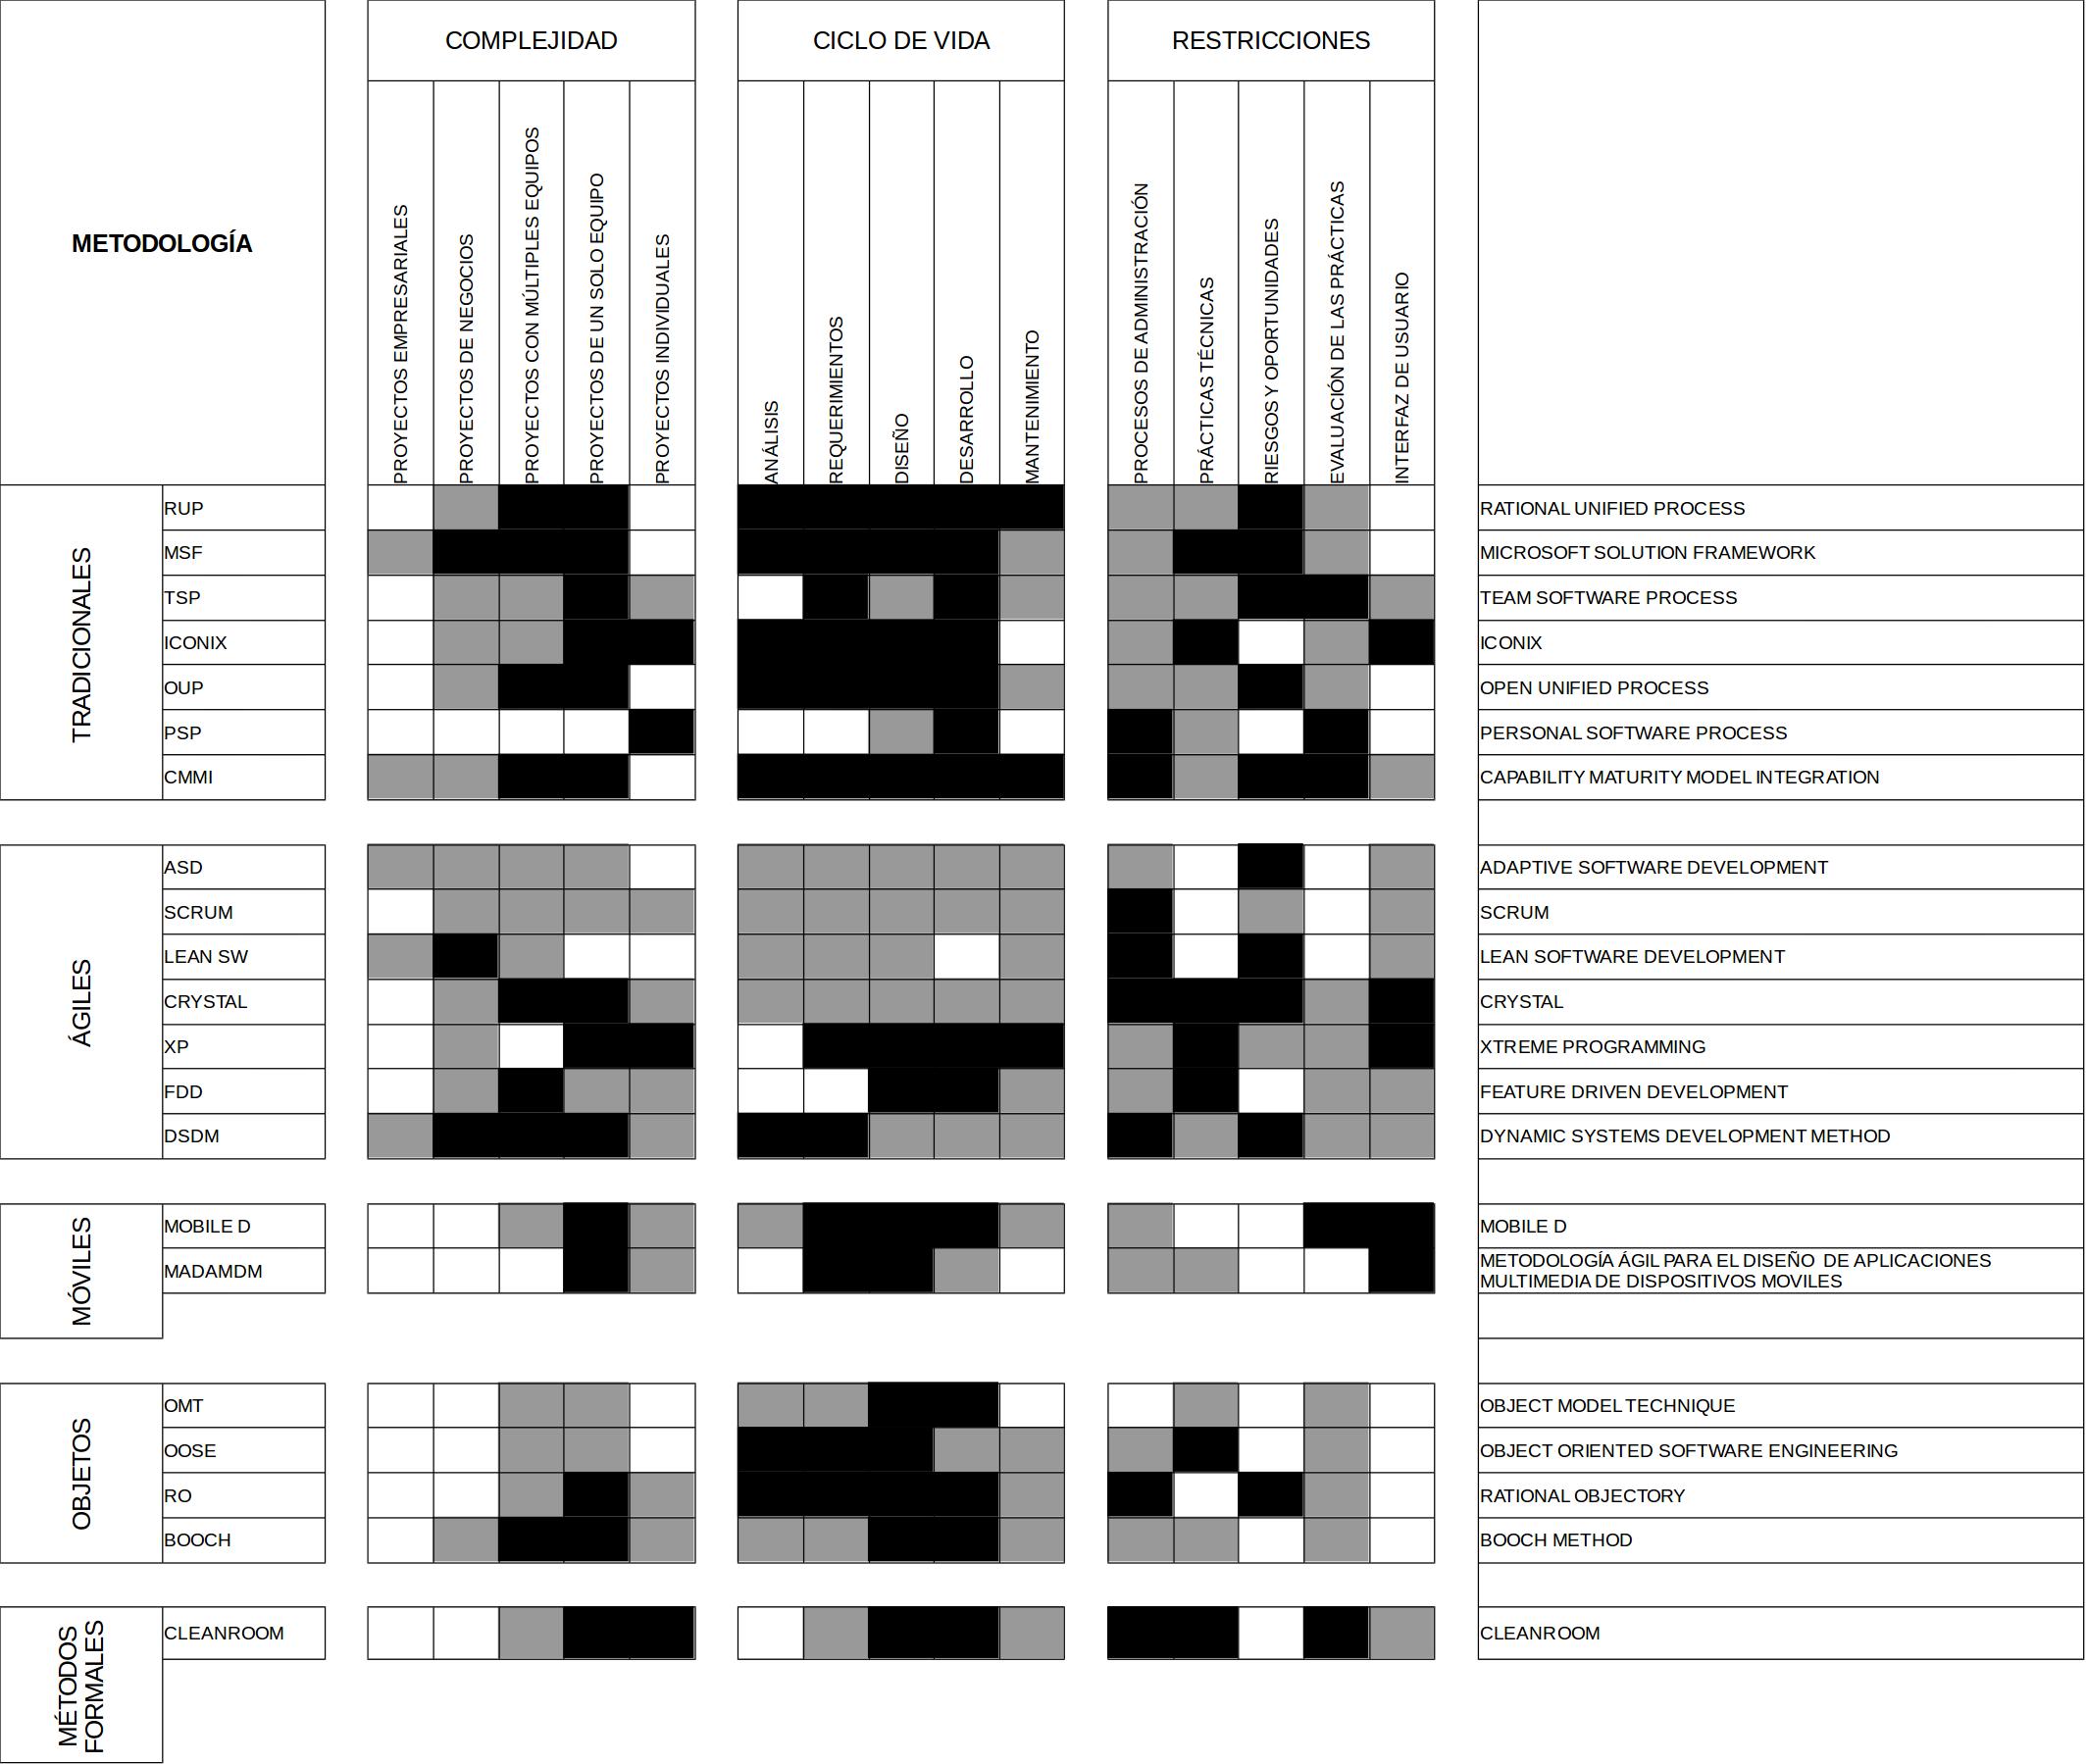 METODOLOGÍA
COMPLEJIDAD
CICLO DE VIDA
RESTRICCIONES
PROYECTOS EMPRESARIALES
PROYECTOS DE NEGOCIOS
PROYECTOS CON MÚLTIPLES EQUIPOS
PROYECTOS DE UN SOLO EQUIPO
PROYECTOS INDIVIDUALES
ANÁLISIS
REQUERIMIENTOS
DISEÑO
DESARROLLO
MANTENIMIENTO
PROCESOS DE ADMINISTRACIÓN
PRÁCTICAS TÉCNICAS
RIESGOS Y OPORTUNIDADES
EVALUACIÓN DE LAS PRÁCTICAS
INTERFAZ DE USUARIO
TRADICIONALES
RUP
RATIONAL UNIFIED PROCESS
MSF
MICROSOFT SOLUTION FRAMEWORK
TSP
TEAM SOFTWARE PROCESS
ICONIX
ICONIX
OUP
OPEN UNIFIED PROCESS
PSP
PERSONAL SOFTWARE PROCESS
CMMI
CAPABILITY MATURITY MODEL INTEGRATION
ÁGILES
ASD
ADAPTIVE SOFTWARE DEVELOPMENT
SCRUM
SCRUM
LEAN SW
LEAN SOFTWARE DEVELOPMENT
CRYSTAL
CRYSTAL
XP
XTREME PROGRAMMING
FDD
FEATURE DRIVEN DEVELOPMENT
DSDM
DYNAMIC SYSTEMS DEVELOPMENT METHOD
MÓVILES
MOBILE D
MOBILE D
MADAMDM
METODOLOGÍA ÁGIL PARA EL DISEÑO DE APLICACIONES
MULTIMEDIA DE DISPOSITIVOS MOVILES
OBJETOS
OMT
OBJECT MODEL TECHNIQUE
OOSE
OBJECT ORIENTED SOFTWARE ENGINEERING
RO
RATIONAL OBJECTORY
BOOCH
BOOCH METHOD
MÉTODOS
FORMALES
CLEANROOM
CLEANROOM